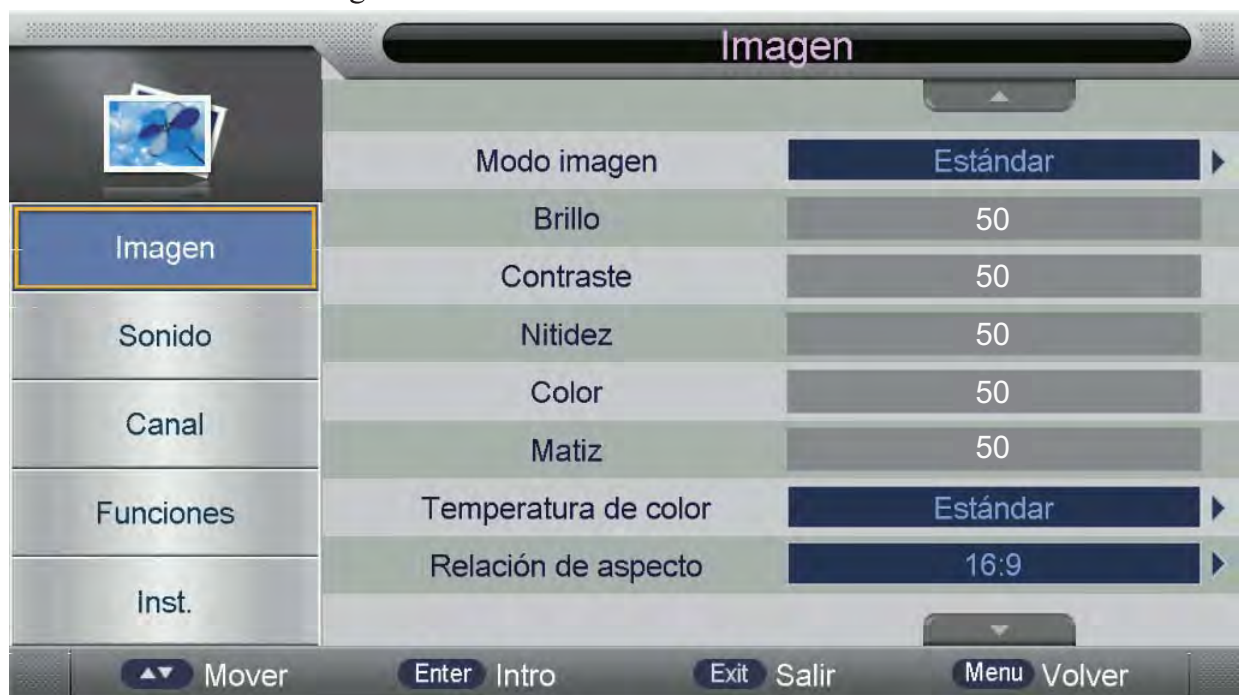 Imagen
Imagen
Sonido
Canal
Funciones
Inst.
Modo imagen Estándar
Brillo 50
Contraste 50
Nitidez 50
Color 50
Matiz 50
Temperatura de color Estándar
Relación de aspecto 16:9
Mover Enter Intro Exit Salir Menu Volver